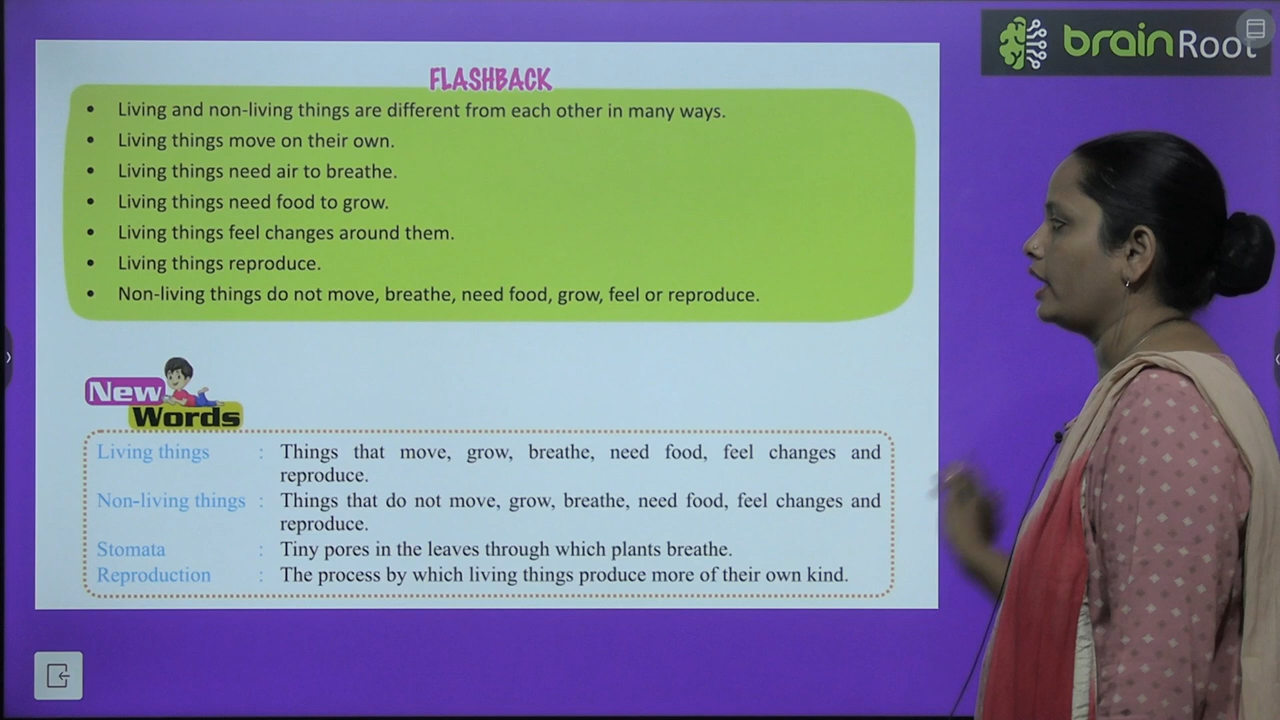 brainRoot
FLASHBACK
• Living and non-living things are different from each other in many ways.
• Living things move on their own.
• Living things need air to breathe.
• Living things need food to grow.
• Living things feel changes around them.
• Living things reproduce.
• Non-living things do not move, breathe, need food, grow, feel or reproduce.
New
Words
Living things : Things that move, grow, breathe, need food, feel changes and
reproduce.
Non-living things : Things that do not move, grow, breathe, need food, feel changes and
reproduce.
Stomata : Tiny pores in the leaves through which plants breathe.
Reproduction : The process by which living things produce more of their own kind.